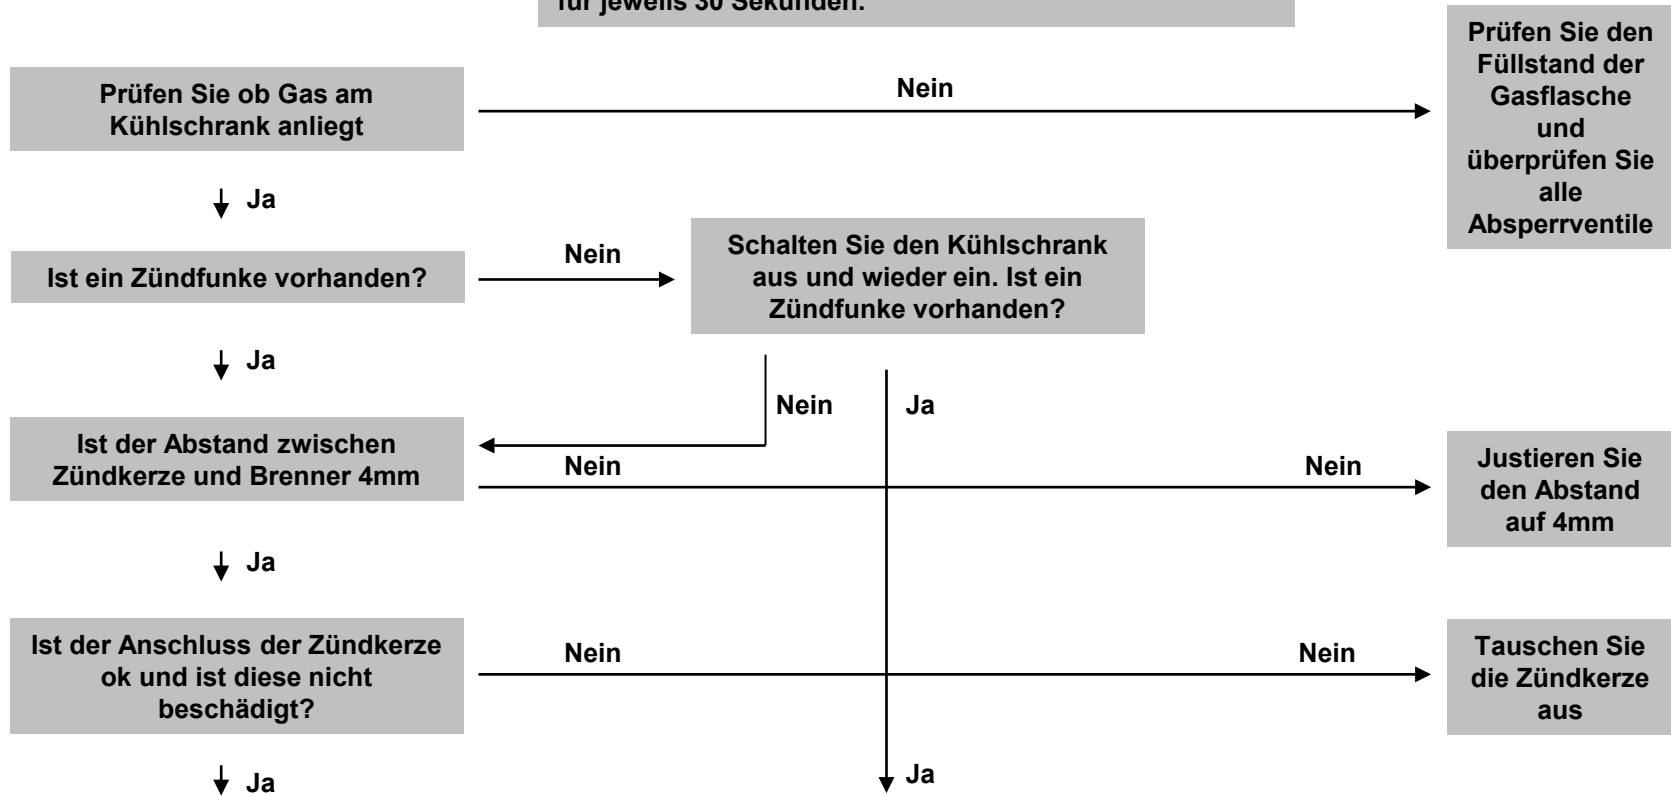 für jeweils 30 Sekunden.
Prüfen Sie ob Gas am
Kühlschrank anliegt
Nein
Prüfen Sie den
Füllstand der
Gasflasche
und
überprüfen Sie
alle
Absperrventile
Ja
Ist ein Zündfunke vorhanden?
Nein
Schalten Sie den Kühlschrank
aus und wieder ein. Ist ein
Zündfunke vorhanden?
Ja
Nein
Ja
Ist der Abstand zwischen
Zündkerze und Brenner 4mm
Nein
Nein
Justieren Sie
den Abstand
auf 4mm
Ja
Ist der Anschluss der Zündkerze
ok und ist diese nicht
beschädigt?
Nein
Nein
Tauschen Sie
die Zündkerze
aus
Ja
Ja